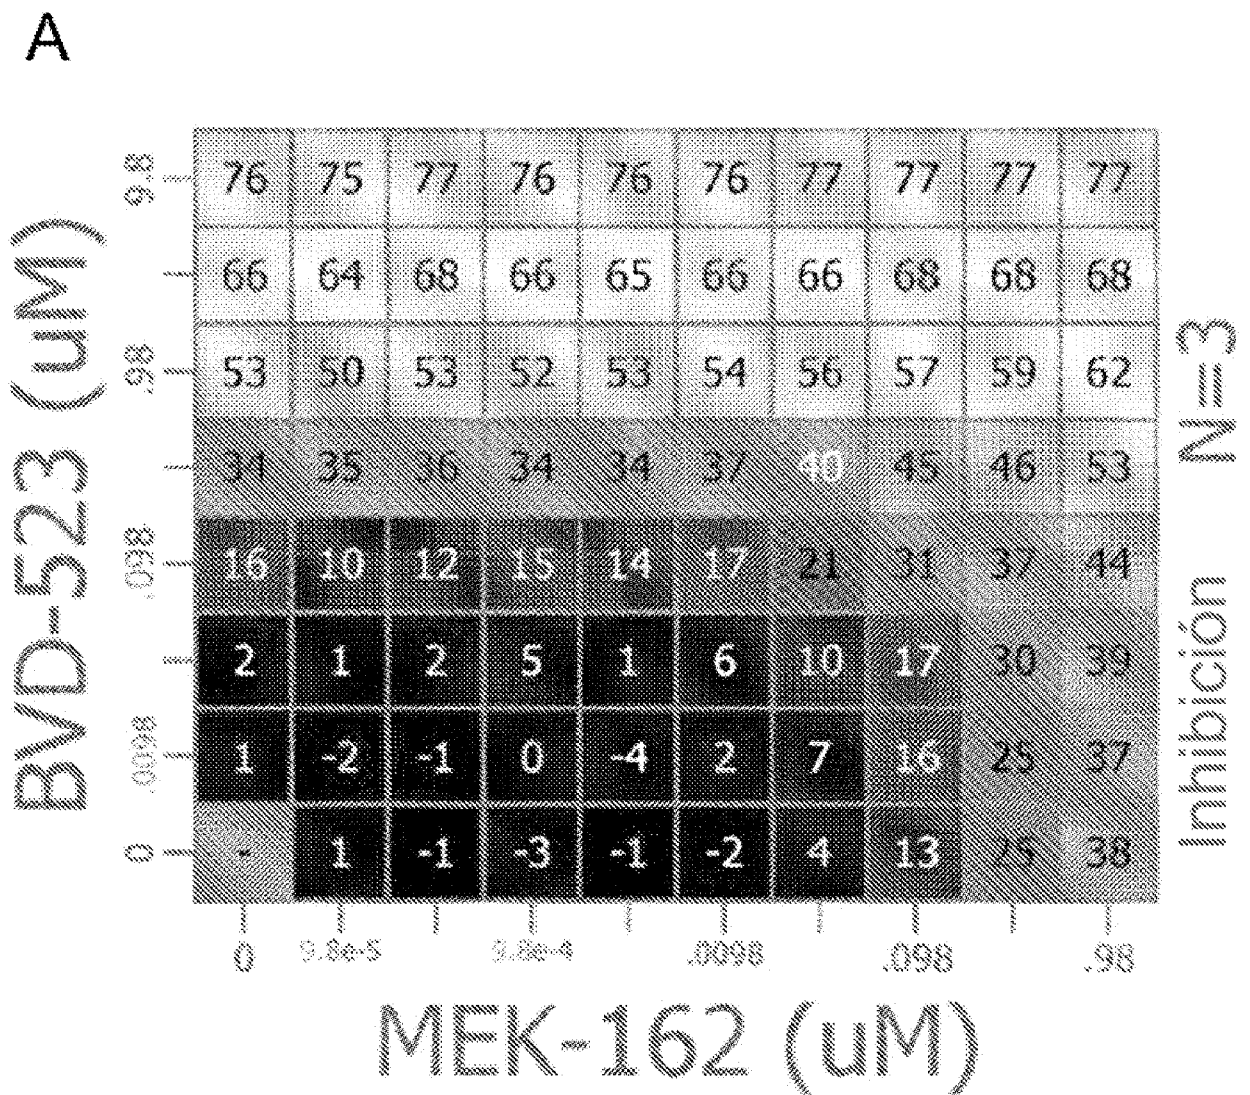 A
BVD-523 (uM)
9.8 76 75 77 76 76 76 77 77 77 77
66 64 68 66 65 66 66 68 68 68
.98 53 50 53 52 53 54 56 57 59 62
34 35 36 34 34 37 40 45 46 53
.098 16 10 12 15 14 17 21 31 37 44
2 1 2 5 1 6 10 17 30 39
.0098 1 -2 -1 0 -4 2 7 16 25 37
0 - 1 -1 -3 -1 -2 4 13 25 38
0 9.8e-5 9.8e-4 .0098 .098 .98
MEK-162 (uM)
Inhibición N=3